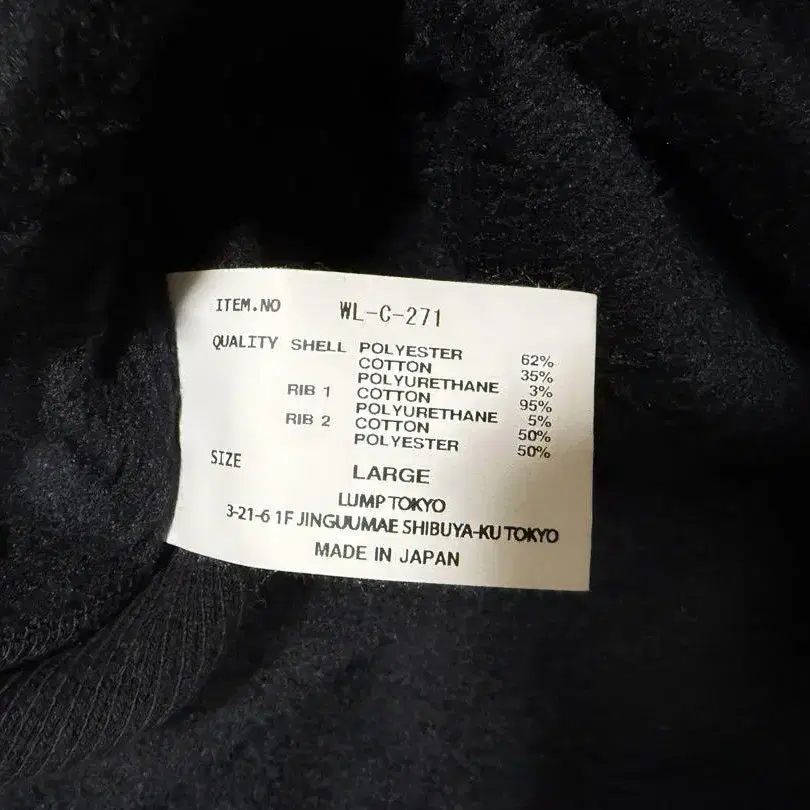 ITEM.NO WL-C-271
QUALITY SHELL POLYESTER 62%
COTTON 35%
POLYURETHANE 3%
RIB 1 COTTON 95%
POLYURETHANE 5%
RIB 2 COTTON 50%
POLYESTER 50%
SIZE LARGE
LUMP TOKYO
3-21-6 1F JINGUUMAE SHIBUYA-KU TOKYO
MADE IN JAPAN